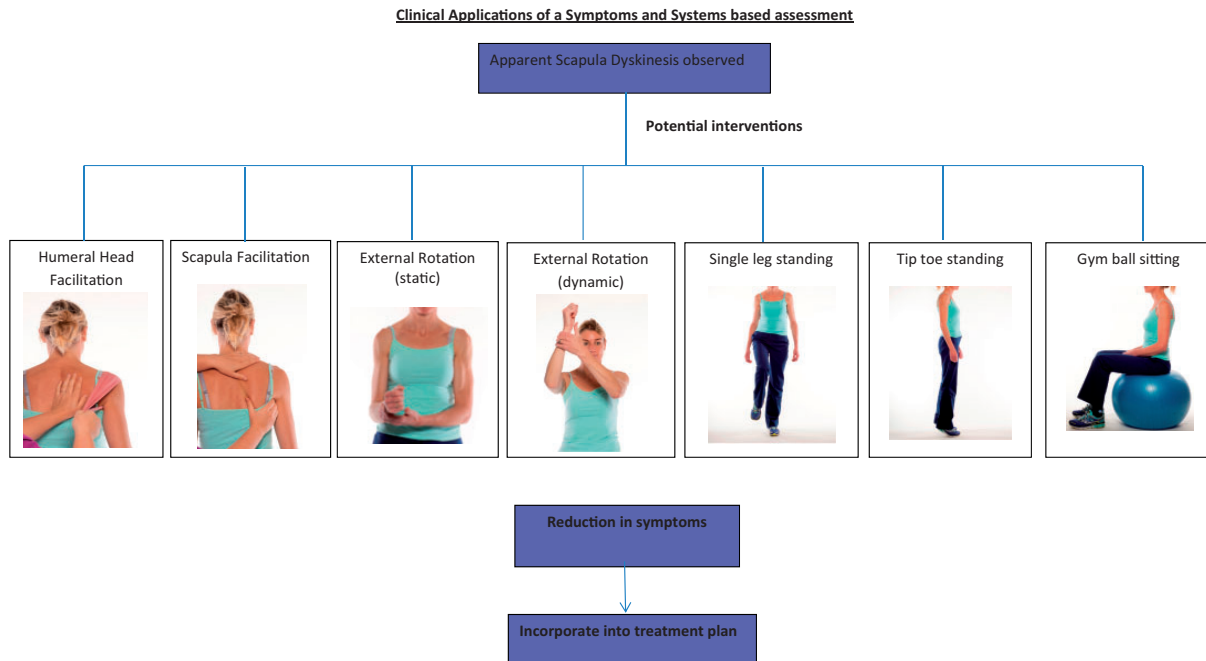 Clinical Applications of a Symptoms and Systems based assessment
Apparent Scapula Dyskinesis observed
Potential interventions
Humeral Head
Facilitation
Scapula Facilitation
External Rotation
(static)
External Rotation
(dynamic)
Single leg standing
Tip toe standing
Gym ball sitting
Reduction in symptoms
Incorporate into treatment plan